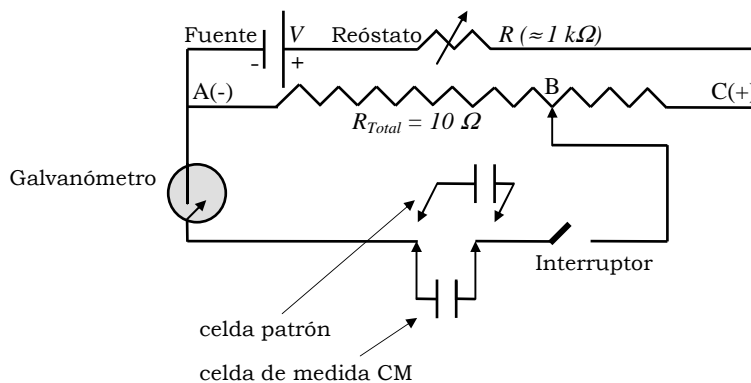 Fuente V Reóstato R (≈1 kΩ)
- +
A(-) B C(+)
R_Total = 10 Ω
Galvanómetro
Interruptor
celda patrón
celda de medida CM